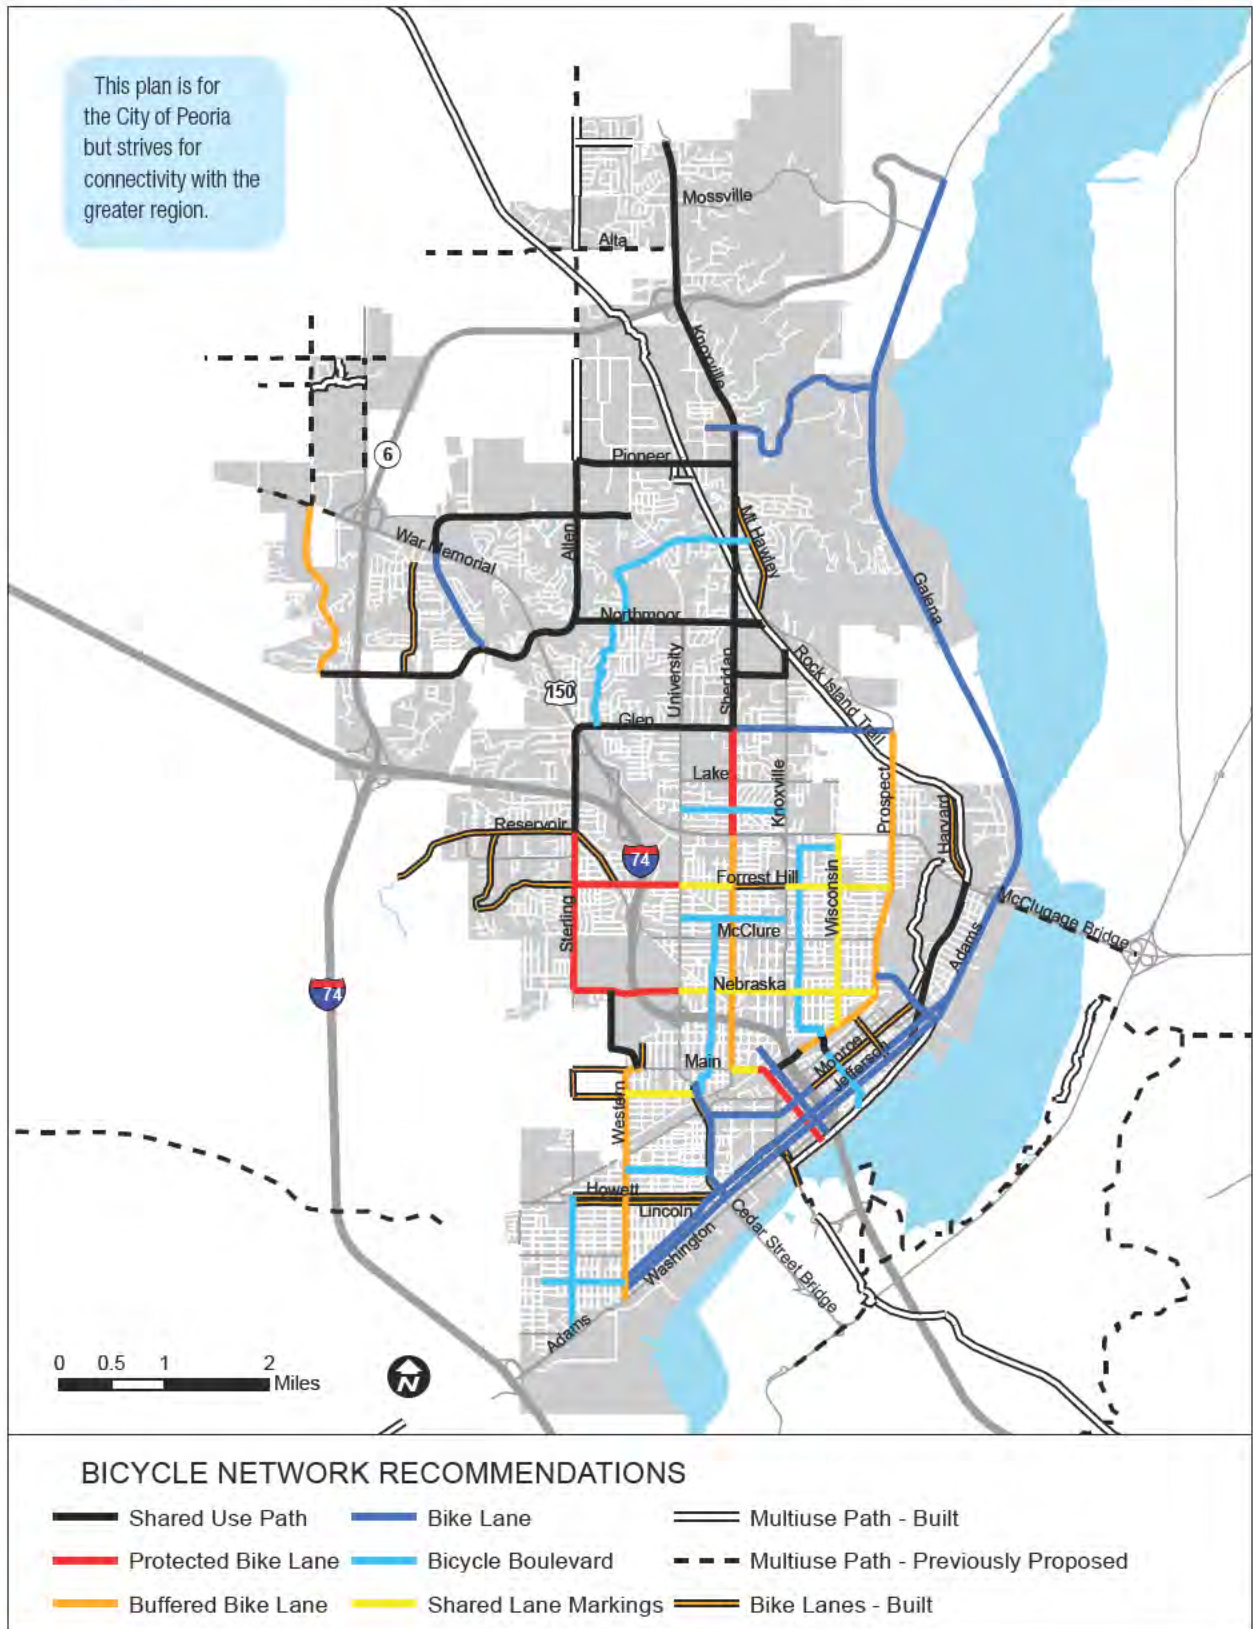 This plan is for
the City of Peoria
but strives for
connectivity with the
greater region.
Mossville
Alta
Knoxville
6
Pioneer
Mt Hawley
War Memorial
Allen
Galena
Northmoor
University
Sheridan
Rock Island Trail
150
Glen
Lake
Knoxville
Prospect
Harvard
Reservoir
74
Forrest Hill
Wisconsin
McClugage Bridge
Sterling
McClure
Adams
74
Nebraska
Main
Monroe
Jefferson
Western
Howett
Lincoln
Washington
Cedar Street Bridge
Adams
0 0.5 1 2
Miles
N
BICYCLE NETWORK RECOMMENDATIONS
Shared Use Path Bike Lane Multiuse Path - Built
Protected Bike Lane Bicycle Boulevard Multiuse Path - Previously Proposed
Buffered Bike Lane Shared Lane Markings Bike Lanes - Built